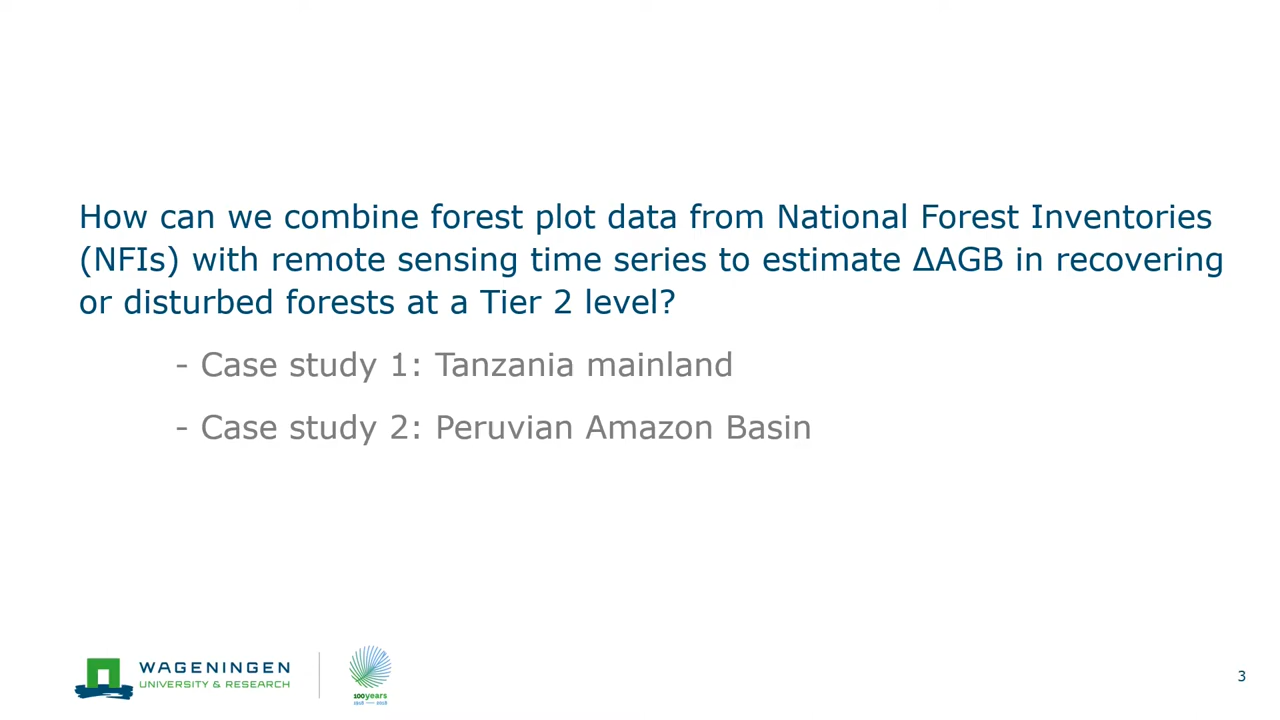 How can we combine forest plot data from National Forest Inventories
(NFIs) with remote sensing time series to estimate ΔAGB in recovering
or disturbed forests at a Tier 2 level?
- Case study 1: Tanzania mainland
- Case study 2: Peruvian Amazon Basin
WAGENINGEN
UNIVERSITY & RESEARCH
100years
1918 — 2018
3